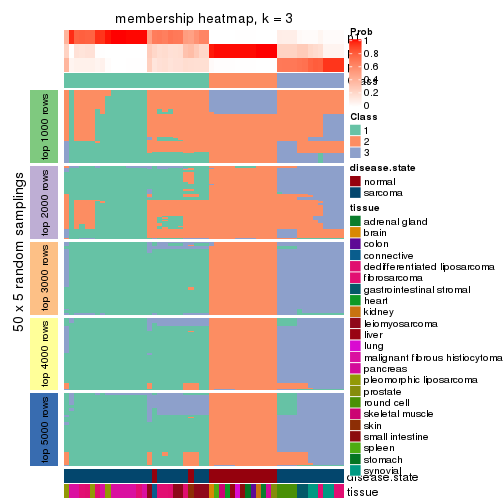 membership heatmap, k = 3
50 x 5 random samplings
top 1000 rows
top 2000 rows
top 3000 rows
top 4000 rows
top 5000 rows
Prob
1
0.8
0.6
0.4
0.2
0
Class
1
2
3
disease.state
normal
sarcoma
tissue
adrenal gland
brain
colon
connective
dedifferentiated liposarcoma
fibrosarcoma
gastrointestinal stromal
heart
kidney
leiomyosarcoma
liver
lung
malignant fibrous histiocytoma
pancreas
pleomorphic liposarcoma
prostate
round cell
skeletal muscle
skin
small intestine
spleen
stomach
synovial
disease.state
tissue